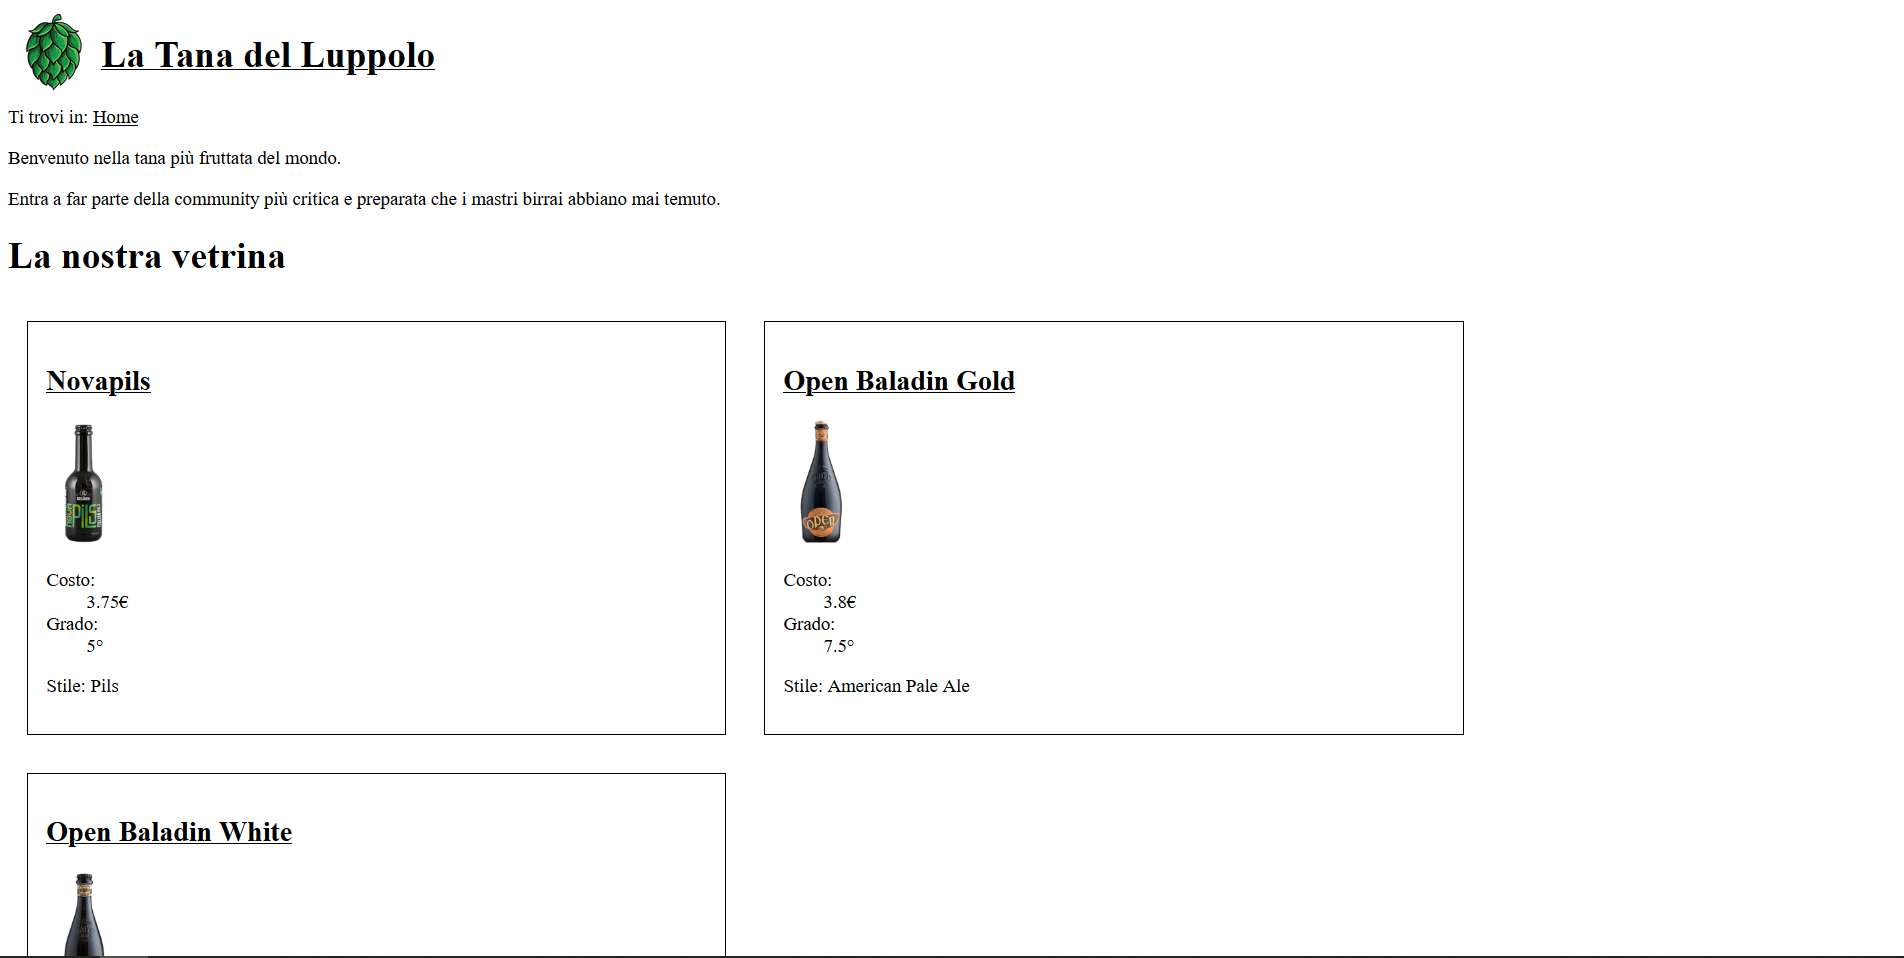 La Tana del Luppolo
Ti trovi in: Home
Benvenuto nella tana più fruttata del mondo.
Entra a far parte della community più critica e preparata che i mastri birrai abbiano mai temuto.
La nostra vetrina
Novapils
PILS
Costo:
3.75€
Grado:
5°
Stile: Pils
Open Baladin Gold
OPEN
Costo:
3.8€
Grado:
7.5°
Stile: American Pale Ale
Open Baladin White